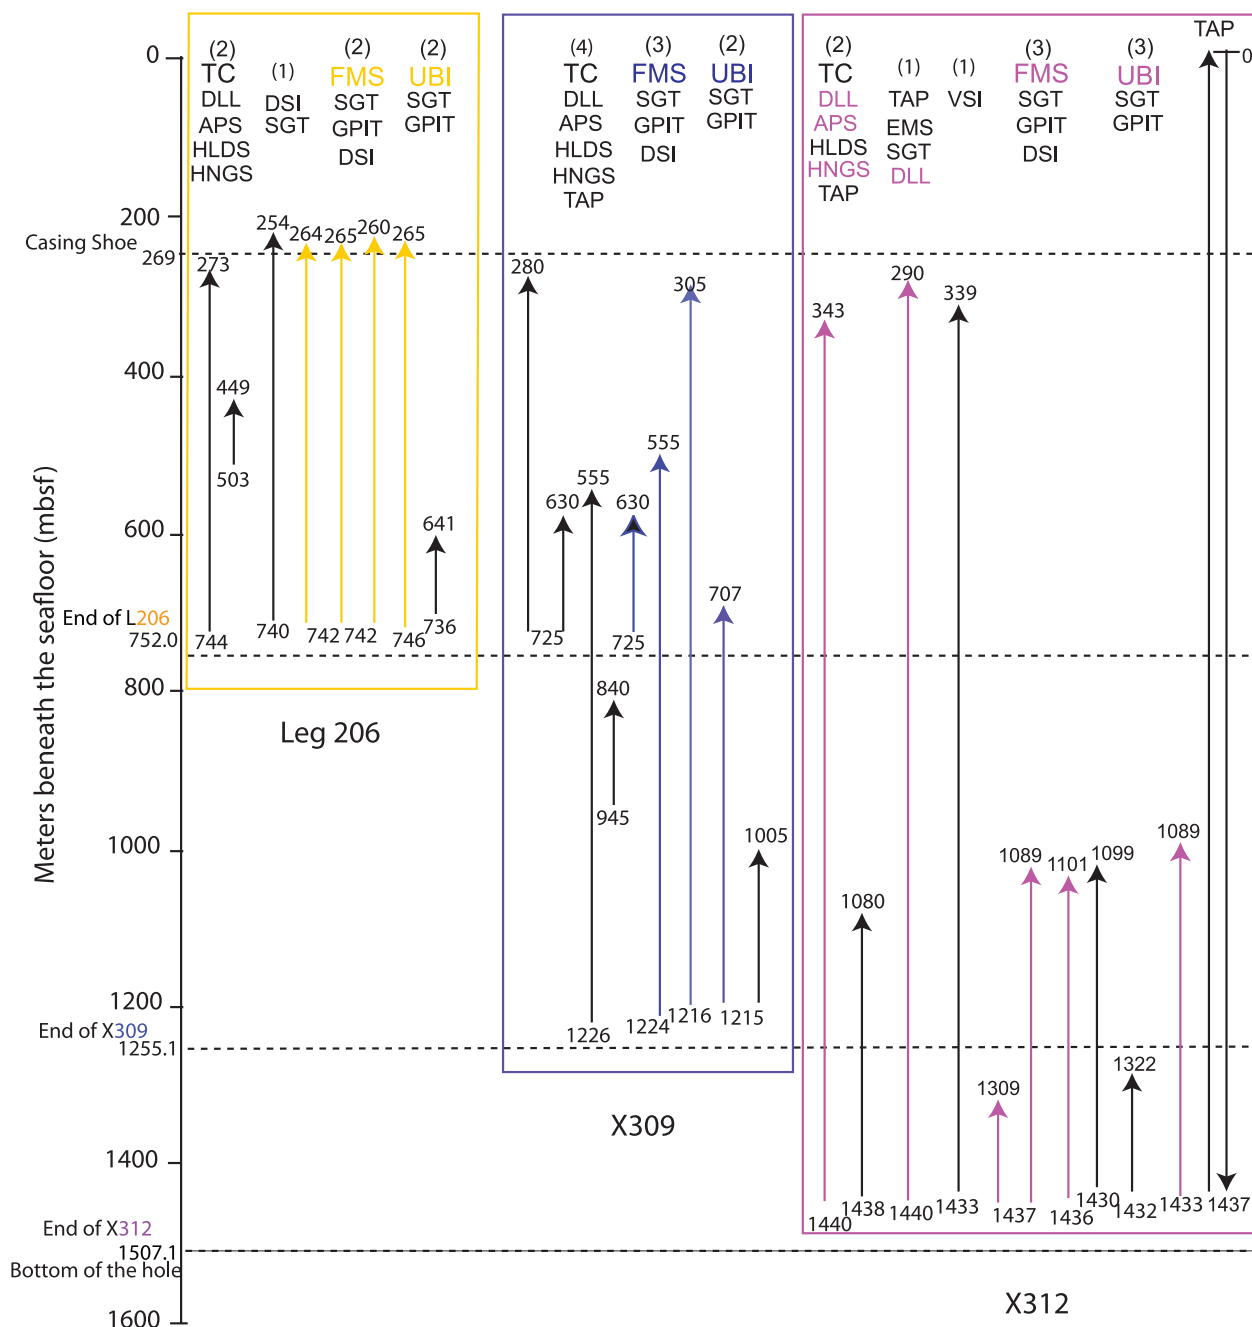 TAP
0
0
(2)
TC
DLL
APS
HLDS
HNGS
(1)
DSI
SGT
(2)
FMS
SGT
GPIT
DSI
(2)
UBI
SGT
GPIT
(4)
TC
DLL
APS
HLDS
HNGS
TAP
(3)
FMS
SGT
GPIT
DSI
(2)
UBI
SGT
GPIT
(2)
TC
DLL
APS
HLDS
HNGS
TAP
(1)
TAP
EMS
SGT
DLL
(1)
VSI
(3)
FMS
SGT
GPIT
DSI
(3)
UBI
SGT
GPIT
200
Casing Shoe
269
400
600
End of L206
752.0
800
1000
1200
End of X309
1255.1
1400
End of X312
1507.1
Bottom of the hole
1600
Meters beneath the seafloor (mbsf)
273
254
264
265
260
265
449
503
641
744
740
742
742
746
736
Leg 206
280
305
555
555
630
630
707
725
725
840
945
1005
1226
1224
1216
1215
X309
343
290
339
1080
1089
1101
1099
1089
1309
1322
1440
1438
1440
1433
1437
1436
1430
1432
1433
1437
X312